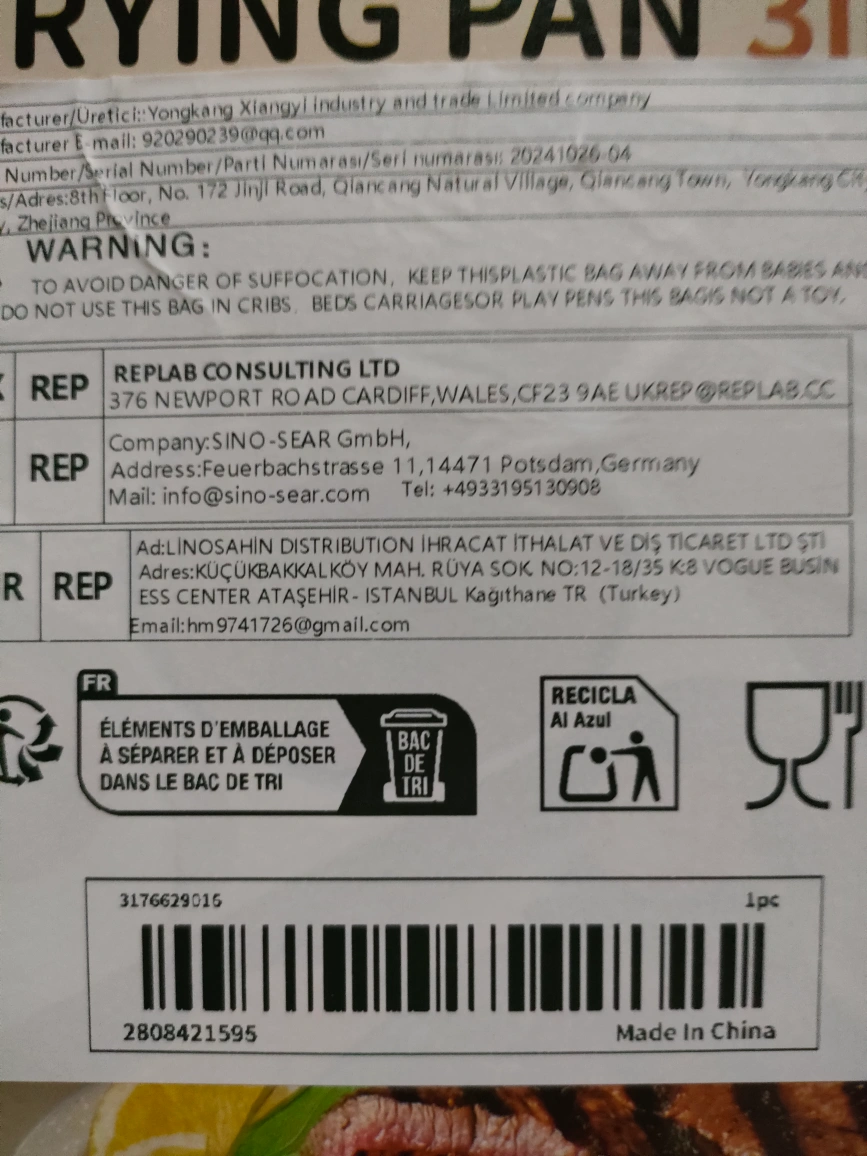 RYING PAN 31
facturer/Üretici::Yongkang Xiangyi industry and trade Limited company
facturer E-mail: 920290239@qq.com
Number/Serial Number/Parti Numarası/Seri numarası: 20241026-04
s/Adres:8th Floor, No. 172 Jinji Road, Qiancang Natural Village, Qiancang Town, Yongkang Cit
y, Zhejiang Province
WARNING:
TO AVOID DANGER OF SUFFOCATION, KEEP THISPLASTIC BAG AWAY FROM BABIES AND
DO NOT USE THIS BAG IN CRIBS. BEDS CARRIAGESOR PLAY PENS THIS BAGIS NOT A TOY.
REP
REPLAB CONSULTING LTD
376 NEWPORT ROAD CARDIFF,WALES,CF23 9AE UKREP@REPLAB.CC
REP
Company:SINO-SEAR GmbH,
Address:Feuerbachstrasse 11,14471 Potsdam,Germany
Mail: info@sino-sear.com Tel: +4933195130908
R REP
Ad:LİNOSAHİN DISTRIBUTION İHRACAT İTHALAT VE DİŞ TİCARET LTD ŞTİ
Adres:KÜÇÜKBAKKALKÖY MAH. RÜYA SOK. NO:12-18/35 K:8 VOGUE BUSİN
ESS CENTER ATAŞEHİR- ISTANBUL Kağıthane TR (Turkey)
Email:hm9741726@gmail.com
FR
ÉLÉMENTS D'EMBALLAGE
À SÉPARER ET À DÉPOSER
DANS LE BAC DE TRI
BAC
DE
TRI
RECICLA
Al Azul
3176629016 1pc
2808421595 Made In China